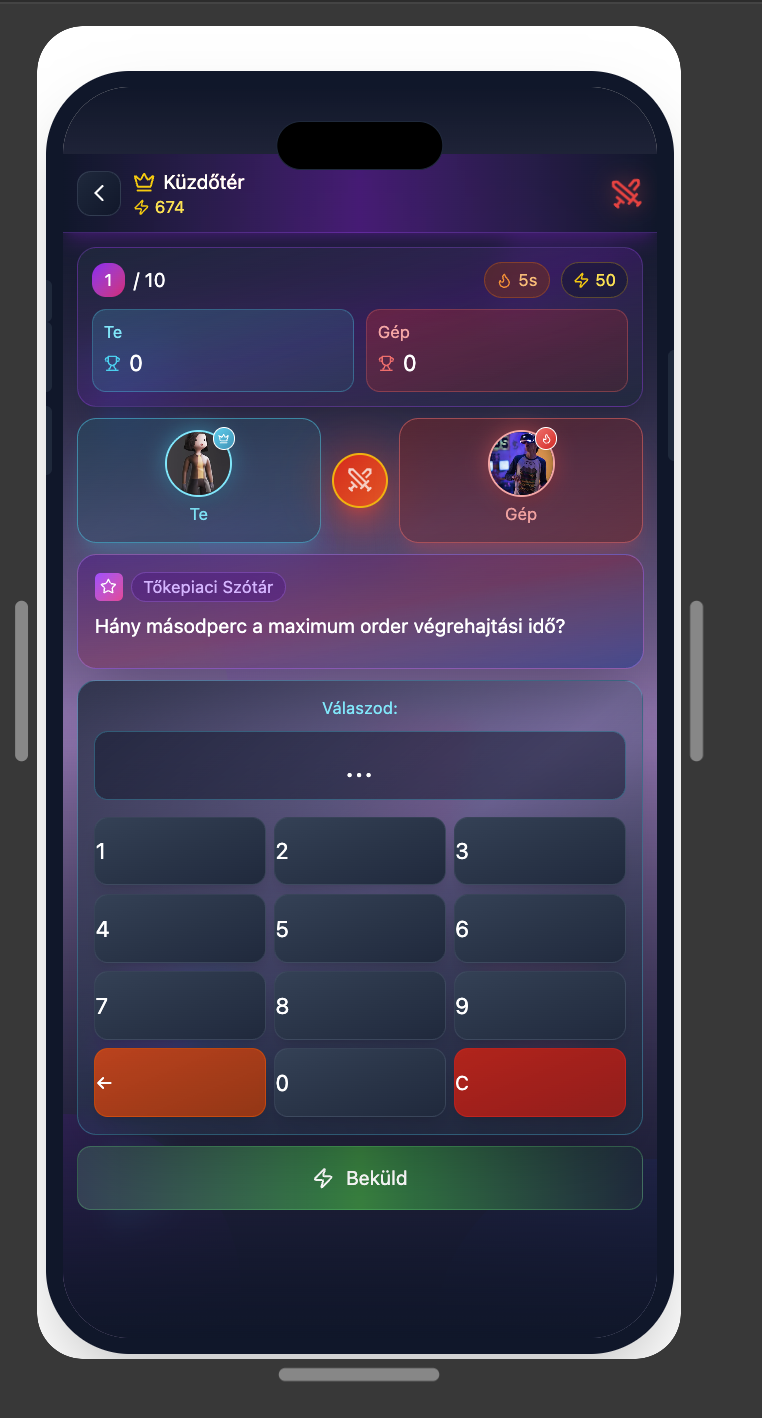 Küzdőtér
674
1 / 10
5s
50
Te
0
Gép
0
Te
Gép
Tőkepiaci Szótár
Hány másodperc a maximum order végrehajtási idő?
Válaszod:
...
1 2 3
4 5 6
7 8 9
← 0 C
Beküld